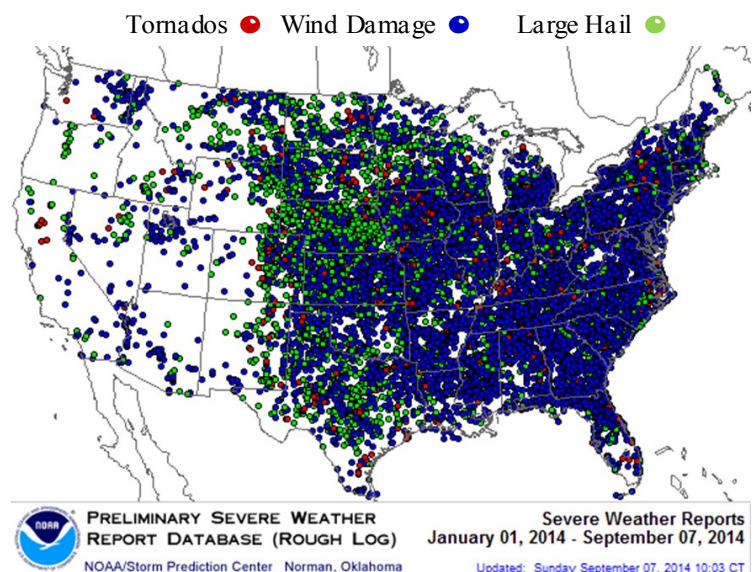 Tornados Wind Damage Large Hail
NOAA
PRELIMINARY SEVERE WEATHER
REPORT DATABASE (ROUGH LOG)
NOAA/Storm Prediction Center Norman, Oklahoma
Severe Weather Reports
January 01, 2014 - September 07, 2014
Updated: Sunday September 07, 2014 10:03 CT